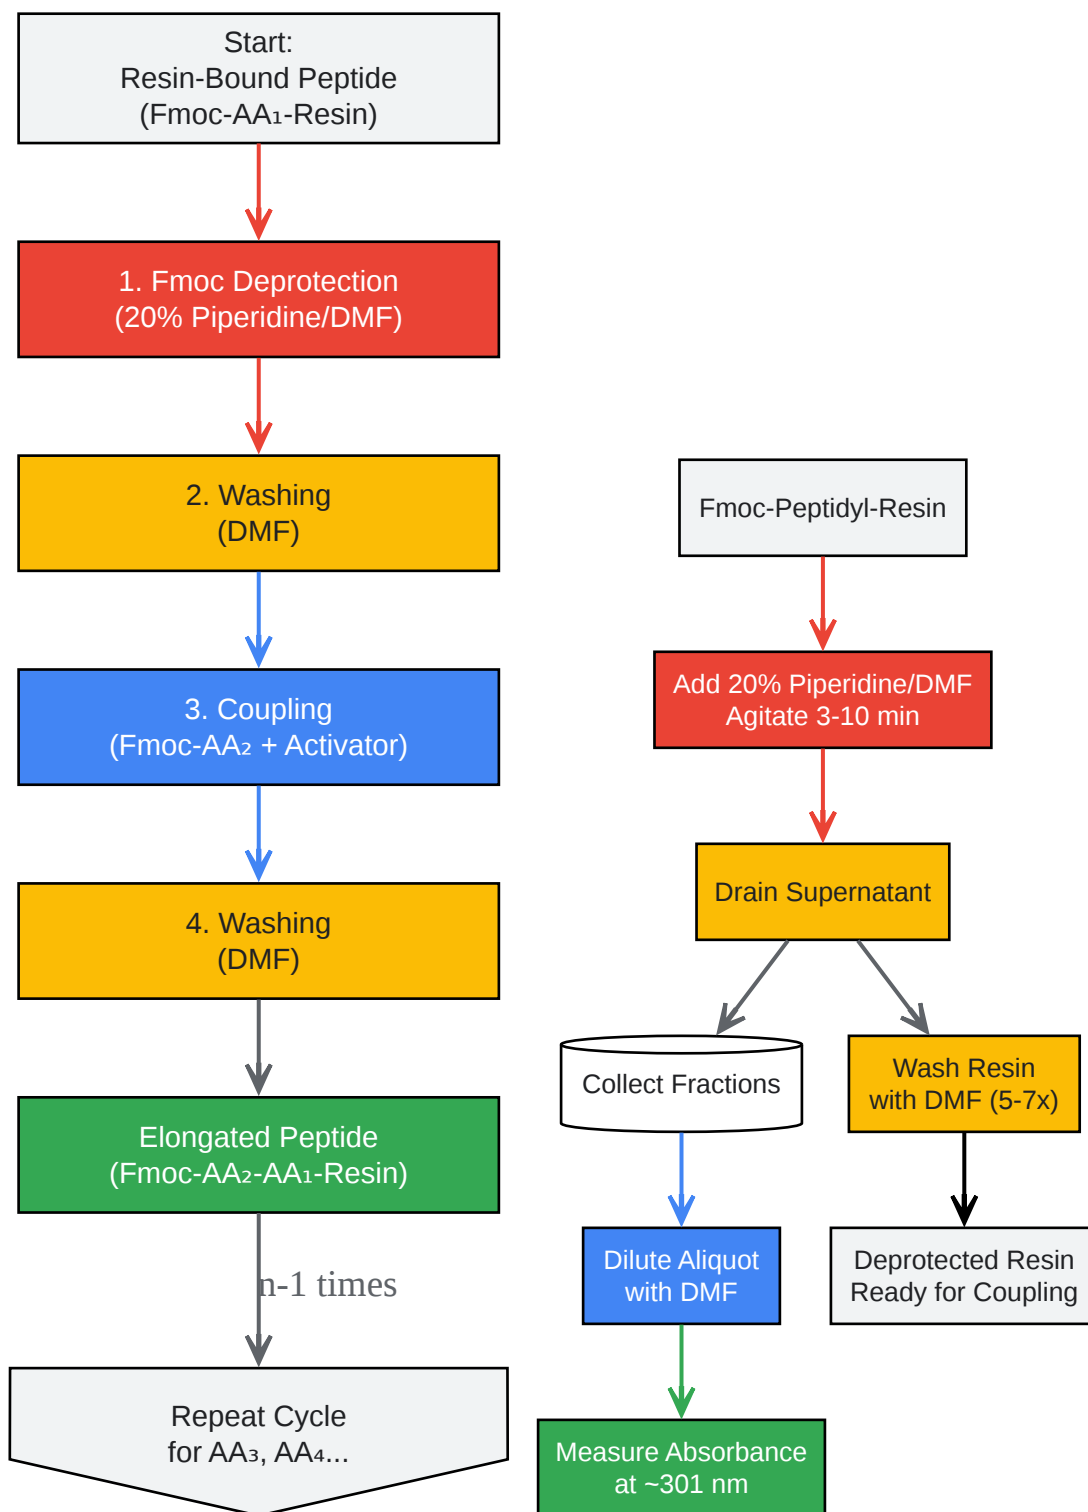 Start:
Resin-Bound Peptide
(Fmoc-AA₁-Resin)
1. Fmoc Deprotection
(20% Piperidine/DMF)
2. Washing
(DMF)
3. Coupling
(Fmoc-AA₂ + Activator)
4. Washing
(DMF)
Elongated Peptide
(Fmoc-AA₂-AA₁-Resin)
n-1 times
Repeat Cycle
for AA₃, AA₄...
Fmoc-Peptidyl-Resin
Add 20% Piperidine/DMF
Agitate 3-10 min
Drain Supernatant
Collect Fractions
Wash Resin
with DMF (5-7x)
Dilute Aliquot
with DMF
Deprotected Resin
Ready for Coupling
Measure Absorbance
at ~301 nm